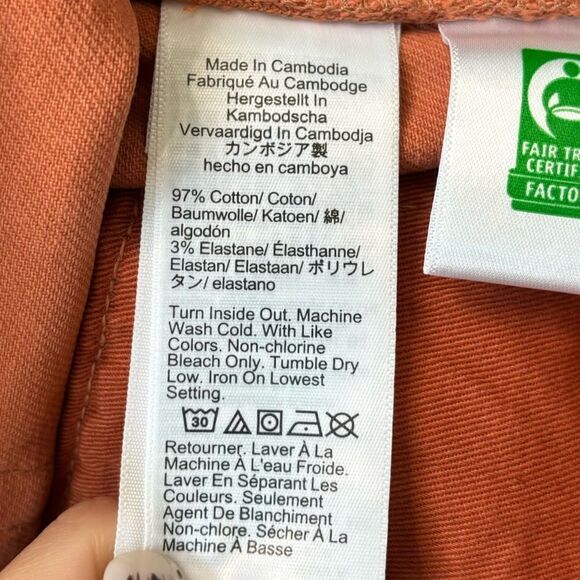 Made In Cambodia
Fabriqué Au Cambodge
Hergestellt In
Kambodscha
Vervaardigd In Cambodja
カンボジア製
hecho en camboya
97% Cotton/ Coton/
Baumwolle/ Katoen/ 綿/
algodón
3% Elastane/ Élasthanne/
Elastan/ Elastaan/ ポリウレ
タン/ elastano
Turn Inside Out. Machine
Wash Cold. With Like
Colors. Non-chlorine
Bleach Only. Tumble Dry
Low. Iron On Lowest
Setting.
30
Retourner. Laver À La
Machine À L'eau Froide.
Laver En Séparant Les
Couleurs. Seulement
Agent De Blanchiment
Non-chlore. Sécher À La
Machine À Basse
FAIR TR
CERTIF
FACTO